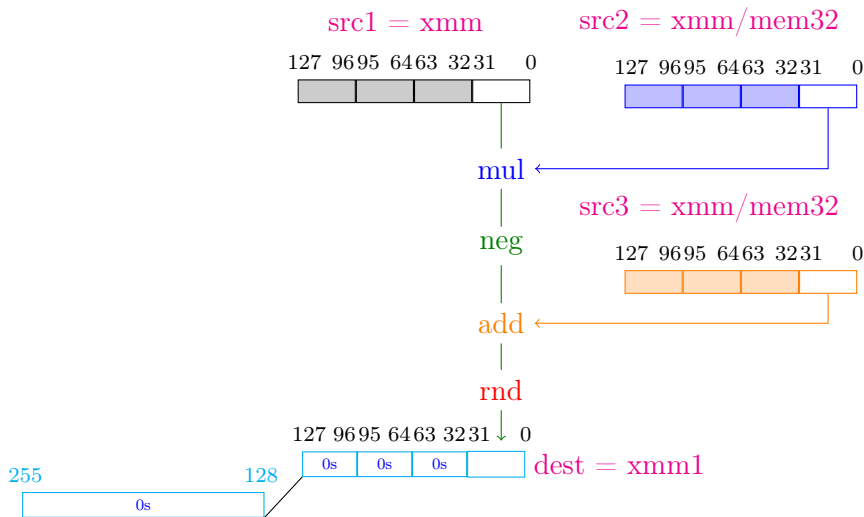 src1 = xmm
src2 = xmm/mem32
127 96 95 64 63 32 31 0
127 96 95 64 63 32 31 0
mul
src3 = xmm/mem32
neg
127 96 95 64 63 32 31 0
add
rnd
127 96 95 64 63 32 31 0
0s 0s 0s
dest = xmm1
255 128
0s